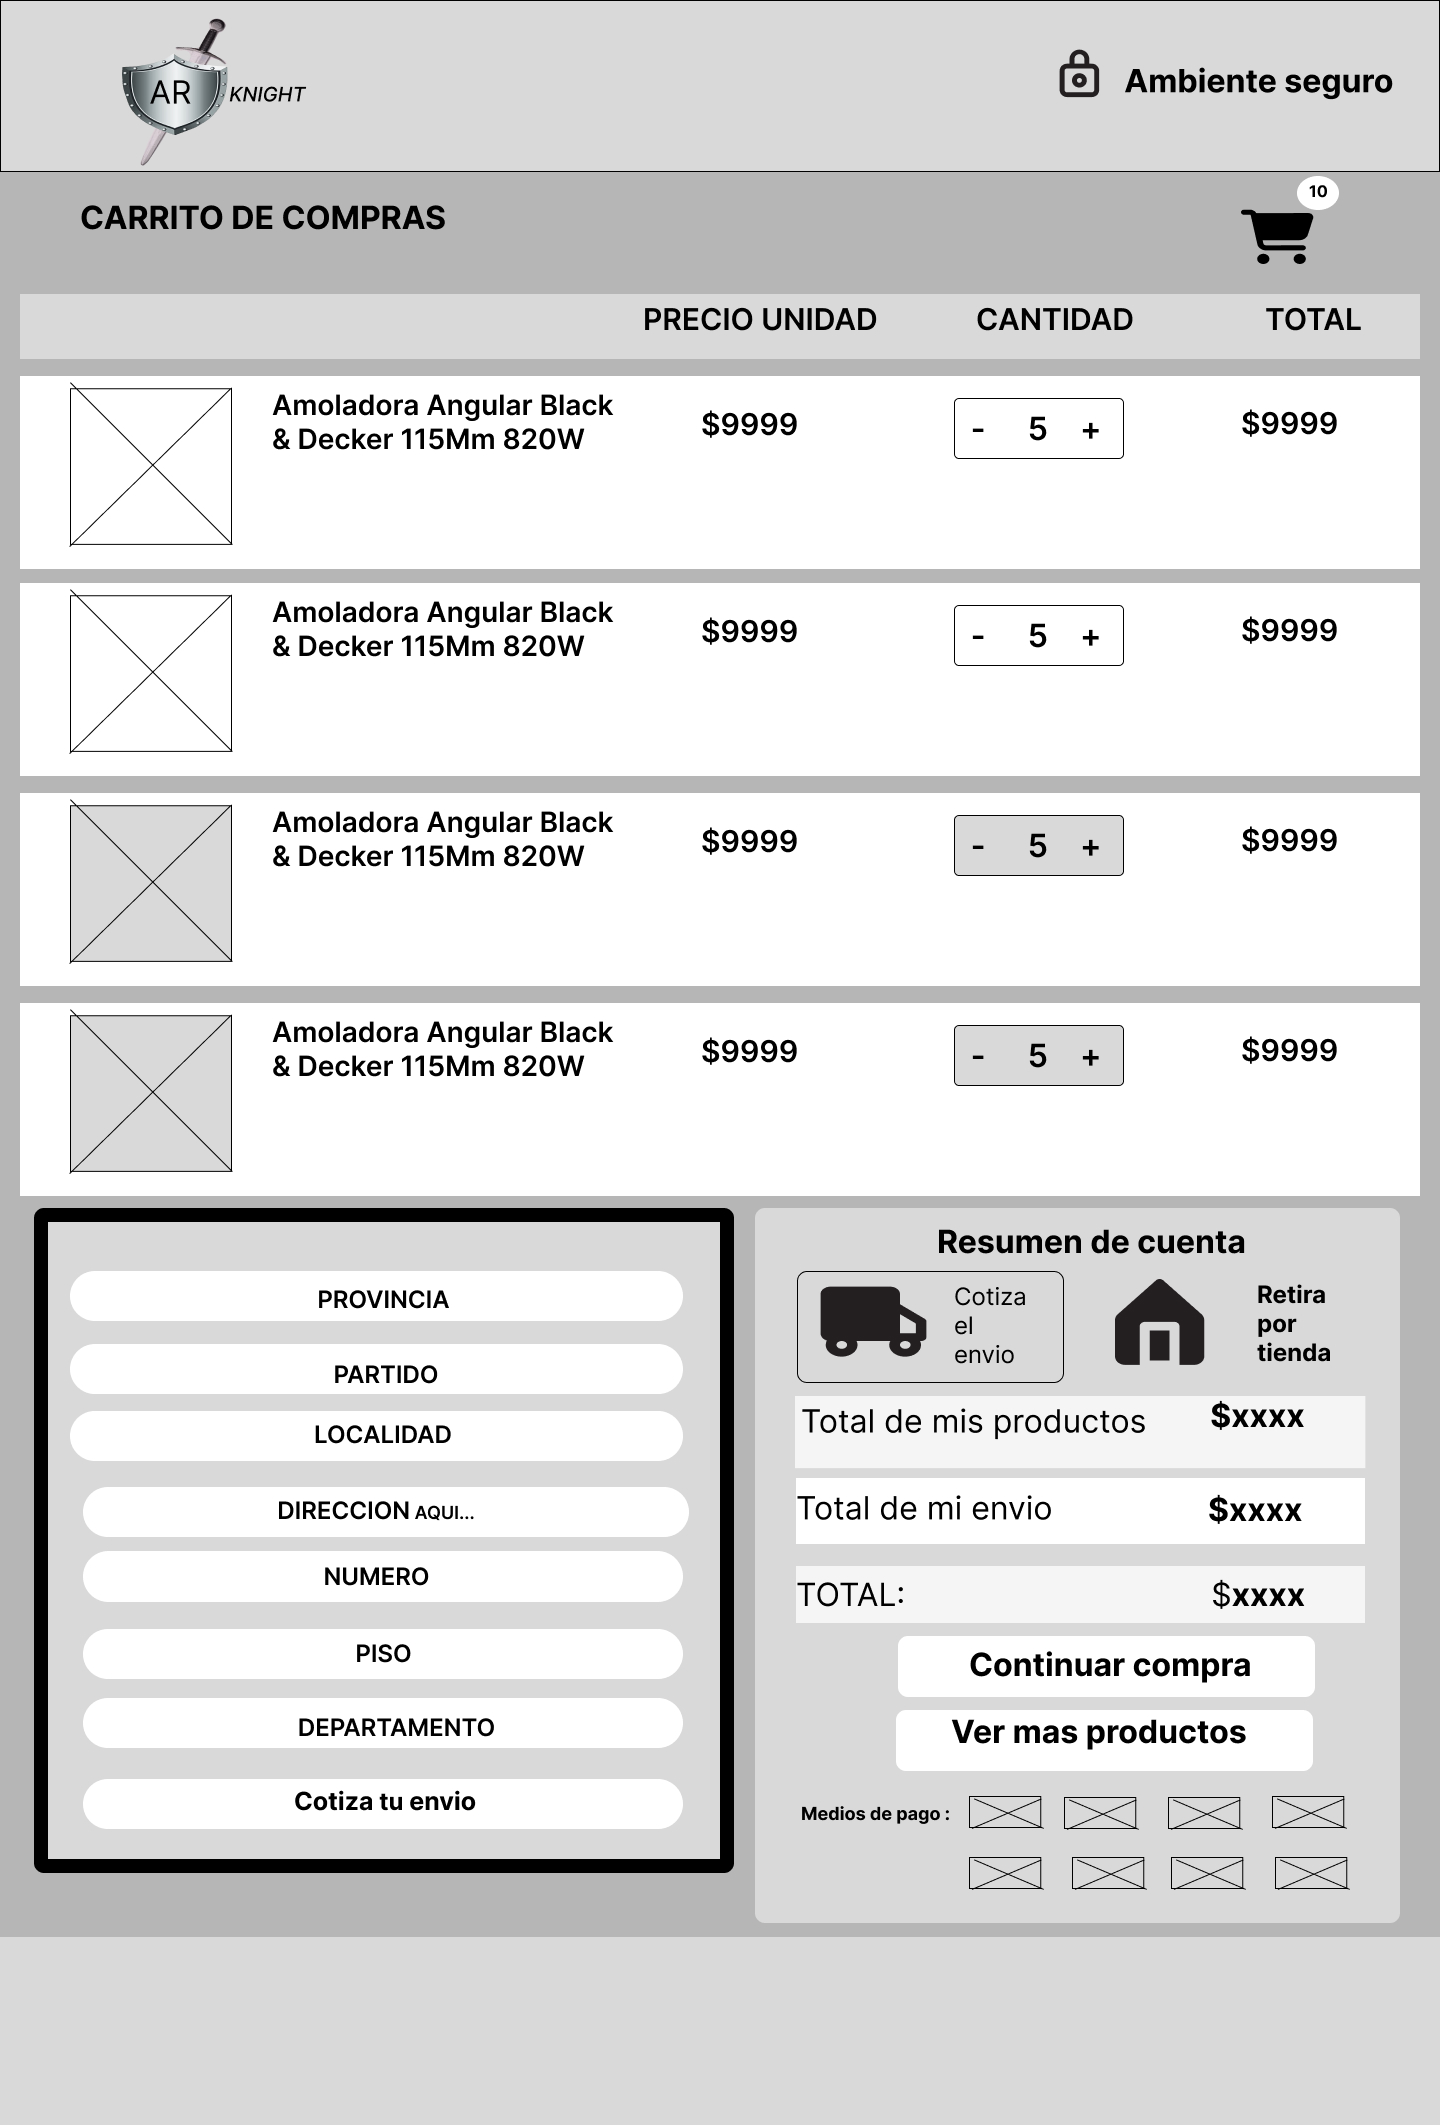 AR KNIGHT
Ambiente seguro
10
CARRITO DE COMPRAS
PRECIO UNIDAD CANTIDAD TOTAL
Amoladora Angular Black
& Decker 115Mm 820W
$9999
- 5 +
$9999
Amoladora Angular Black
& Decker 115Mm 820W
$9999
- 5 +
$9999
Amoladora Angular Black
& Decker 115Mm 820W
$9999
- 5 +
$9999
Amoladora Angular Black
& Decker 115Mm 820W
$9999
- 5 +
$9999
PROVINCIA
PARTIDO
LOCALIDAD
DIRECCION AQUI...
NUMERO
PISO
DEPARTAMENTO
Cotiza tu envio
Resumen de cuenta
Cotiza
el
envio
Retira
por
tienda
Total de mis productos $xxxx
Total de mi envio $xxxx
TOTAL: $xxxx
Continuar compra
Ver mas productos
Medios de pago :